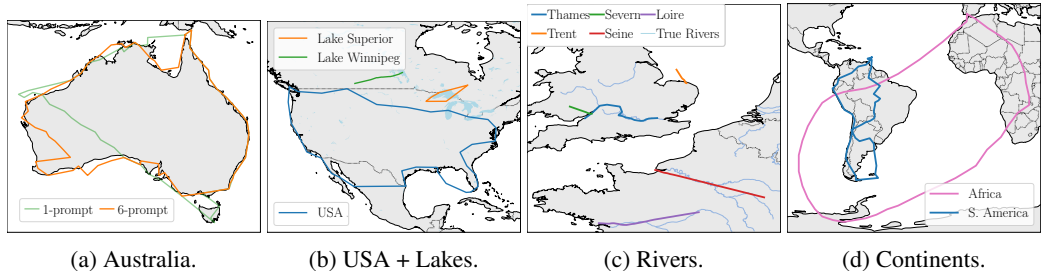 1-prompt 6-prompt
Lake Superior
Lake Winnipeg
USA
Thames Severn Loire
Trent Seine True Rivers
Africa
S. America
(a) Australia. (b) USA + Lakes. (c) Rivers. (d) Continents.